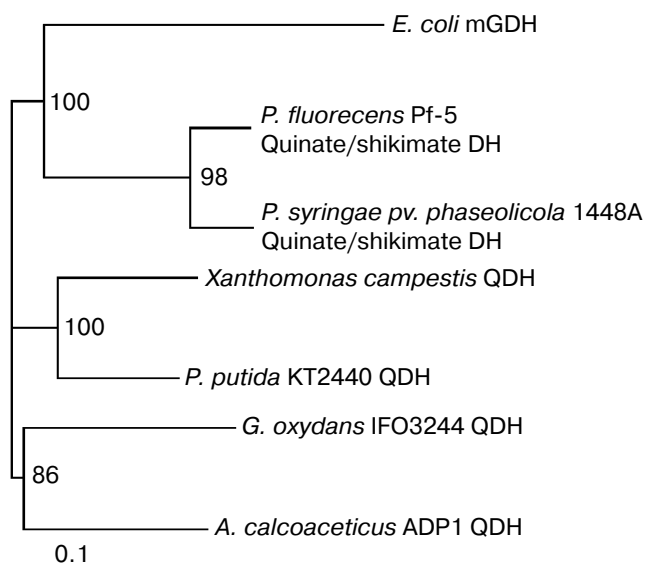 E. coli mGDH
100
P. fluorecens Pf-5
Quinate/shikimate DH
98
P. syringae pv. phaseolicola 1448A
Quinate/shikimate DH
Xanthomonas campestis QDH
100
P. putida KT2440 QDH
G. oxydans IFO3244 QDH
86
A. calcoaceticus ADP1 QDH
0.1